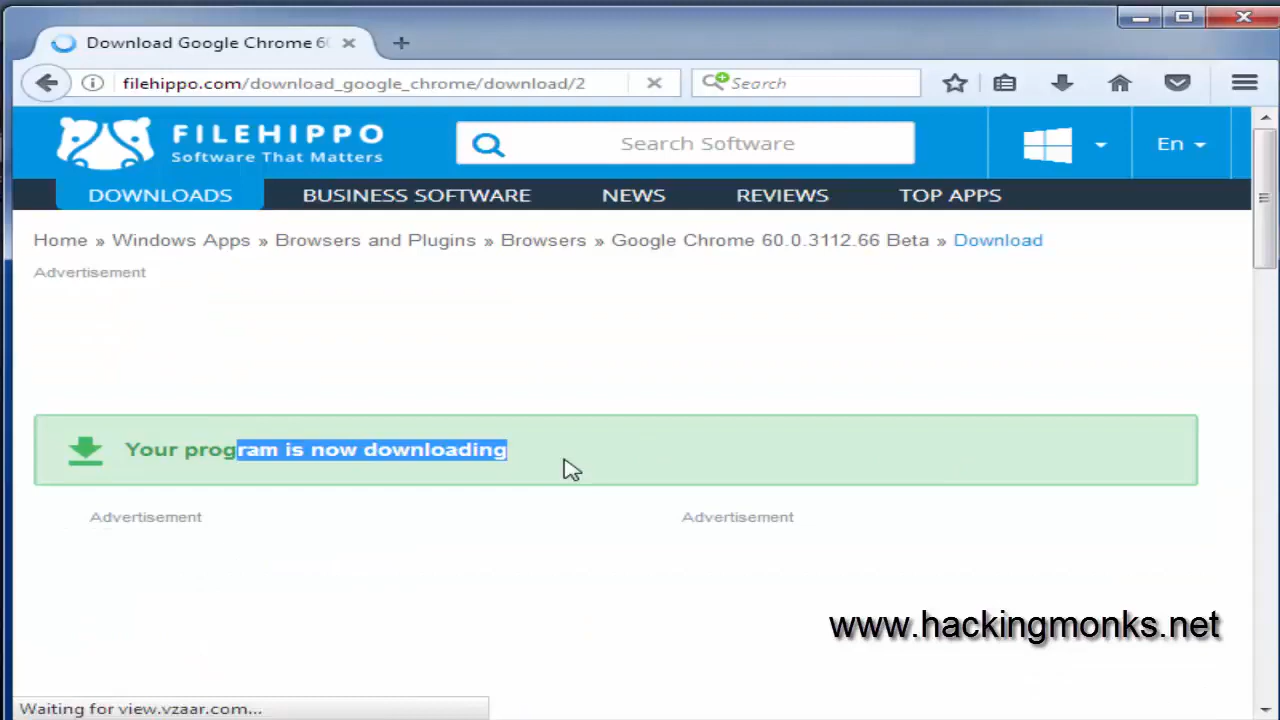 Download Google Chrome 60
filehippo.com/download_google_chrome/download/2
Search
FILEHIPPO
Software That Matters
Search Software
En
DOWNLOADS
BUSINESS SOFTWARE
NEWS
REVIEWS
TOP APPS
Home » Windows Apps » Browsers and Plugins » Browsers » Google Chrome 60.0.3112.66 Beta » Download
Advertisement
Your program is now downloading
Advertisement
Advertisement
www.hackingmonks.net
Waiting for view.vzaar.com...